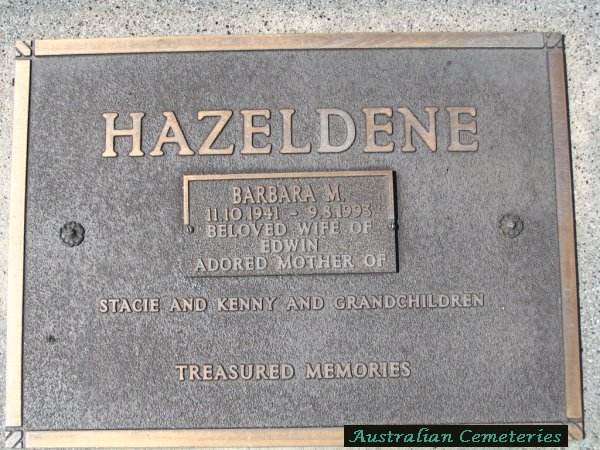 HAZELDENE
BARBARA M.
11.10.1941 - 9.8.1993
BELOVED WIFE OF
EDWIN
ADORED MOTHER OF
STACIE AND KENNY AND GRANDCHILDREN
TREASURED MEMORIES
Australian Cemeteries